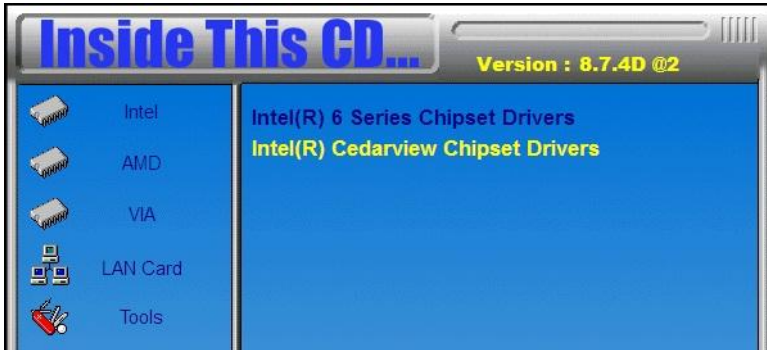 Inside This CD...
Version : 8.7.4D @2
Intel
AMD
VIA
LAN Card
Tools
Intel(R) 6 Series Chipset Drivers
Intel(R) Cedarview Chipset Drivers